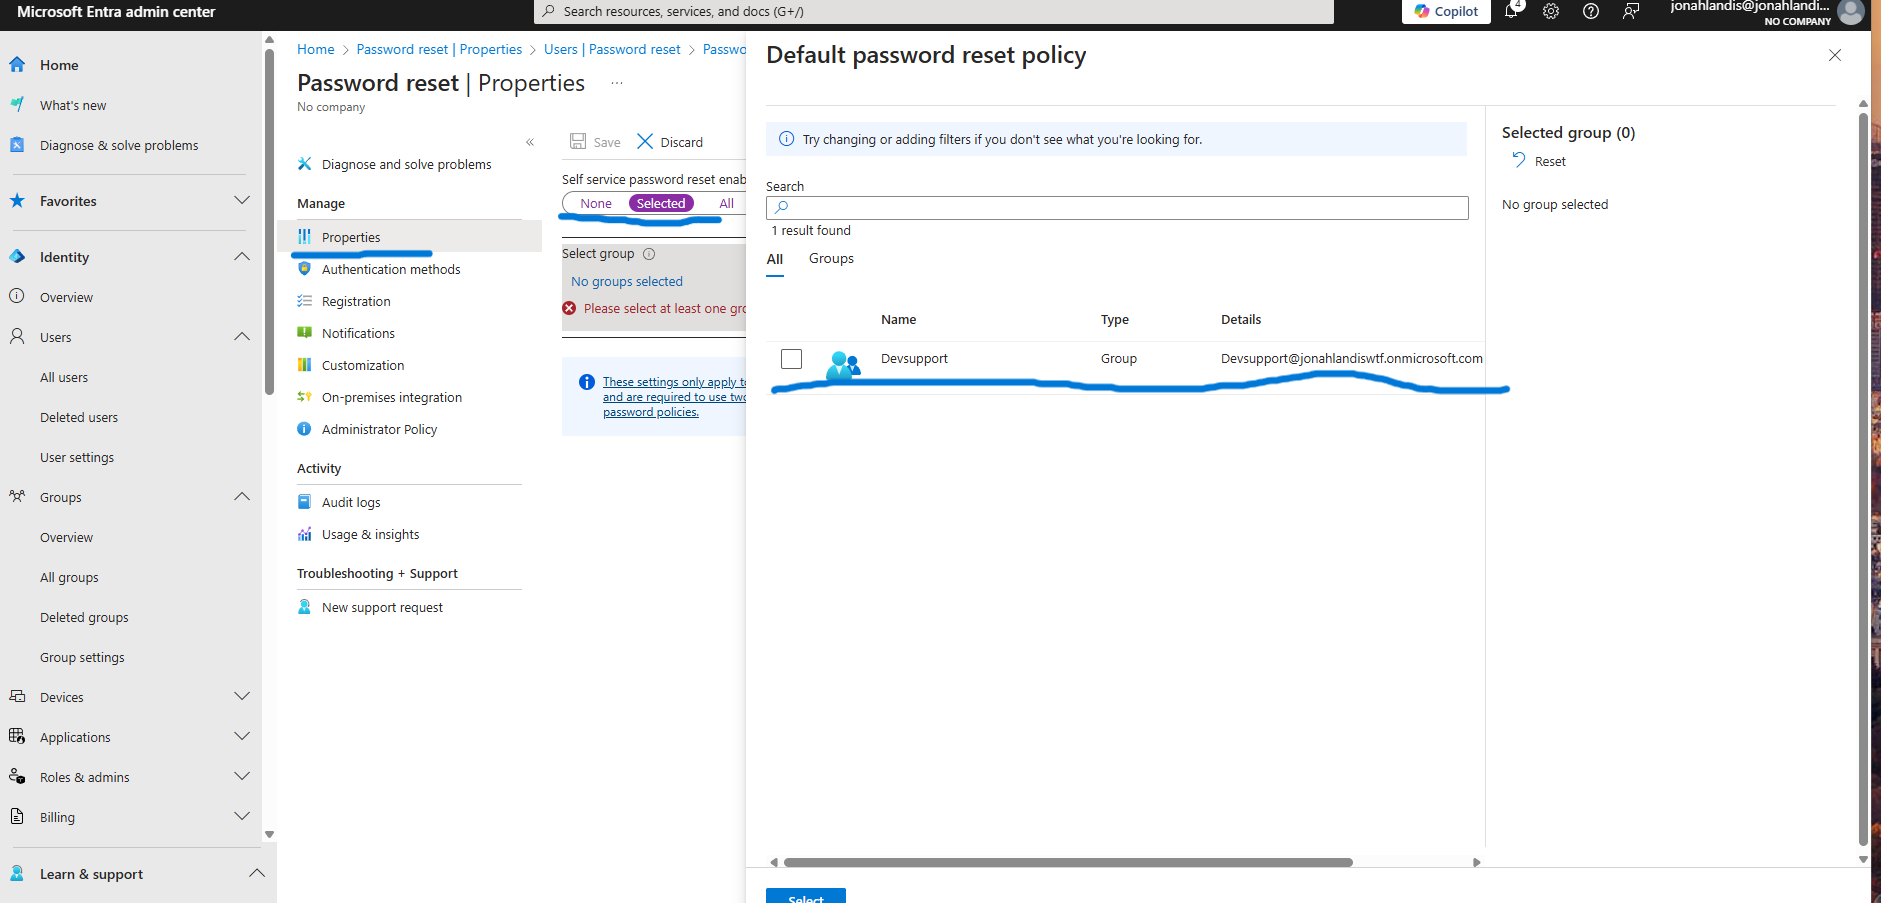 Microsoft Entra admin center
Search resources, services, and docs (G+/)
Copilot
4
jonahlandis@jonahlandi...
NO COMPANY
Home
What's new
Diagnose & solve problems
Favorites
Identity
Overview
Users
All users
Deleted users
User settings
Groups
Overview
All groups
Deleted groups
Group settings
Devices
Applications
Roles & admins
Billing
Learn & support
Home > Password reset | Properties > Users | Password reset > Passwo
Password reset | Properties ...
No company
Diagnose and solve problems
Manage
Properties
Authentication methods
Registration
Notifications
Customization
On-premises integration
Administrator Policy
Activity
Audit logs
Usage & insights
Troubleshooting + Support
New support request
Save Discard
Self service password reset enab
None Selected All
Select group
No groups selected
Please select at least one gro
These settings only apply to
and are required to use two
password policies.
Default password reset policy
Try changing or adding filters if you don't see what you're looking for.
Search
1 result found
All Groups
Name Type Details
Devsupport Group Devsupport@jonahlandiswtf.onmicrosoft.com
Select
Selected group (0)
Reset
No group selected